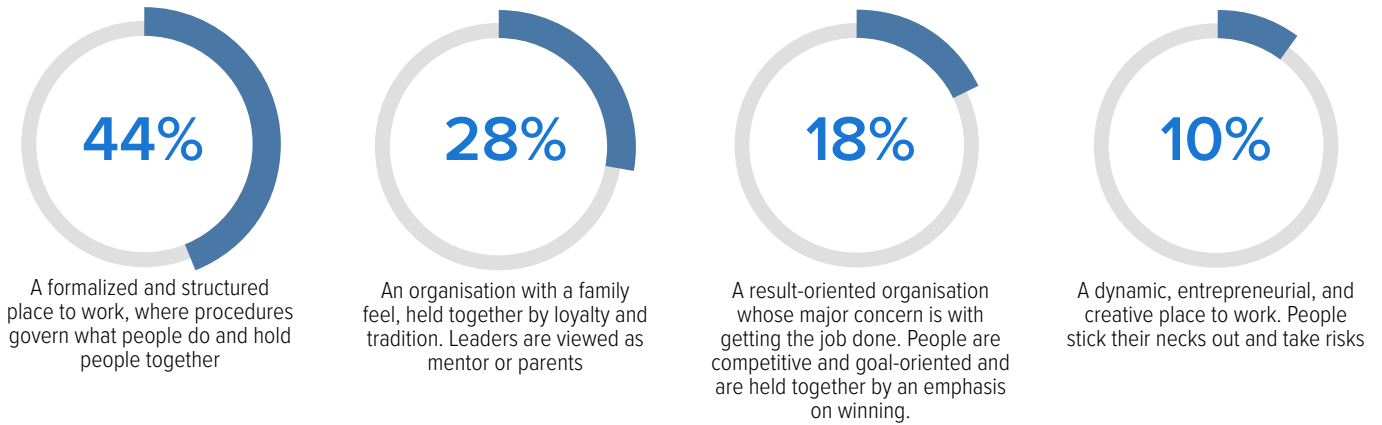 44%
A formalized and structured
place to work, where procedures
govern what people do and hold
people together
28%
An organisation with a family
feel, held together by loyalty and
tradition. Leaders are viewed as
mentor or parents
18%
A result-oriented organisation
whose major concern is with
getting the job done. People are
competitive and goal-oriented and
are held together by an emphasis
on winning.
10%
A dynamic, entrepreneurial, and
creative place to work. People
stick their necks out and take risks